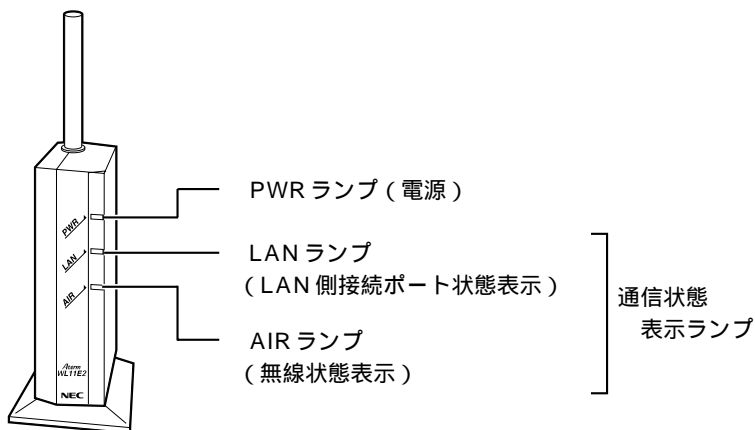 PWR ランプ ( 電源 )
LAN ランプ
( LAN 側接続ポート状態表示 )
AIR ランプ
( 無線状態表示 )
通信状態
表示ランプ
PWR
LAN
AIR
Aterm
WL11E2
NEC